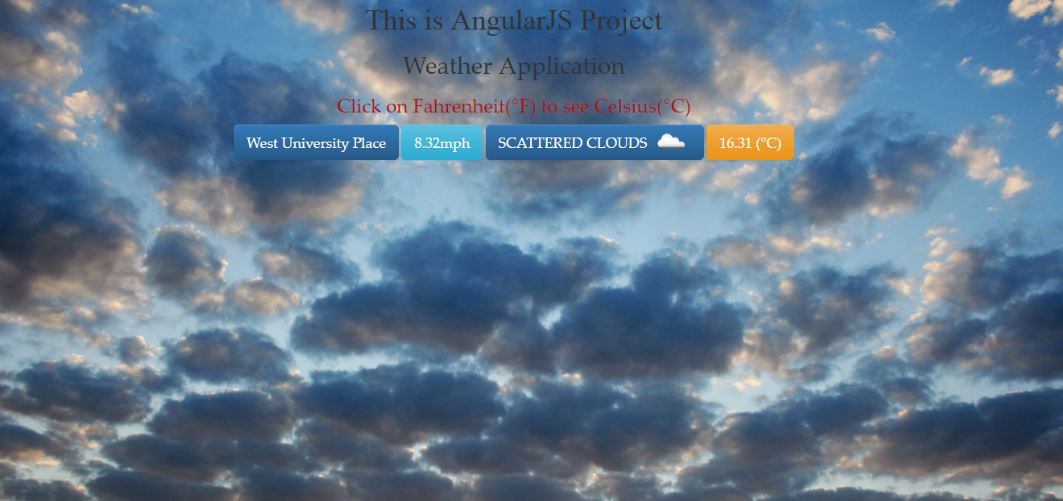 This is AngularJS Project
Weather Application
Click on Fahrenheit(°F) to see Celsius(°C)
West University Place 8.32mph SCATTERED CLOUDS 16.31 (°C)